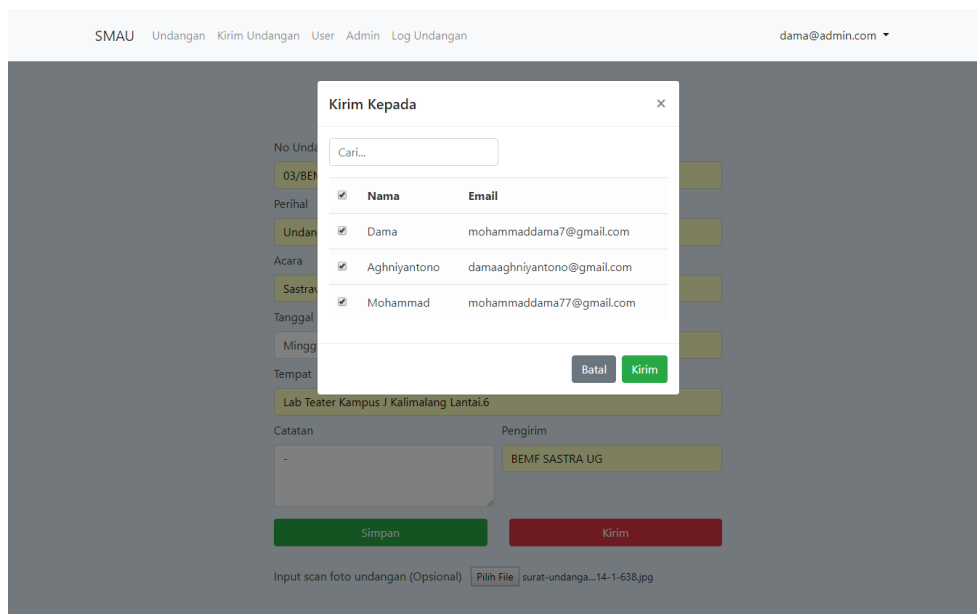 SMAU Undangan Kirim Undangan User Admin Log Undangan dama@admin.com
Kirim Kepada ×
Cari...
Nama Email
Dama mohammaddama7@gmail.com
Aghniyantono damaaghniyantono@gmail.com
Mohammad mohammaddama77@gmail.com
Batal Kirim
No Unda
03/BEM
Perihal
Undan
Acara
Sastraw
Tanggal
Mingg
Tempat
Lab Teater Kampus J Kalimalang Lantai.6
Catatan Pengirim
- BEMF SASTRA UG
Simpan Kirim
Input scan foto undangan (Opsional) Pilih File surat-undanga...14-1-638.jpg